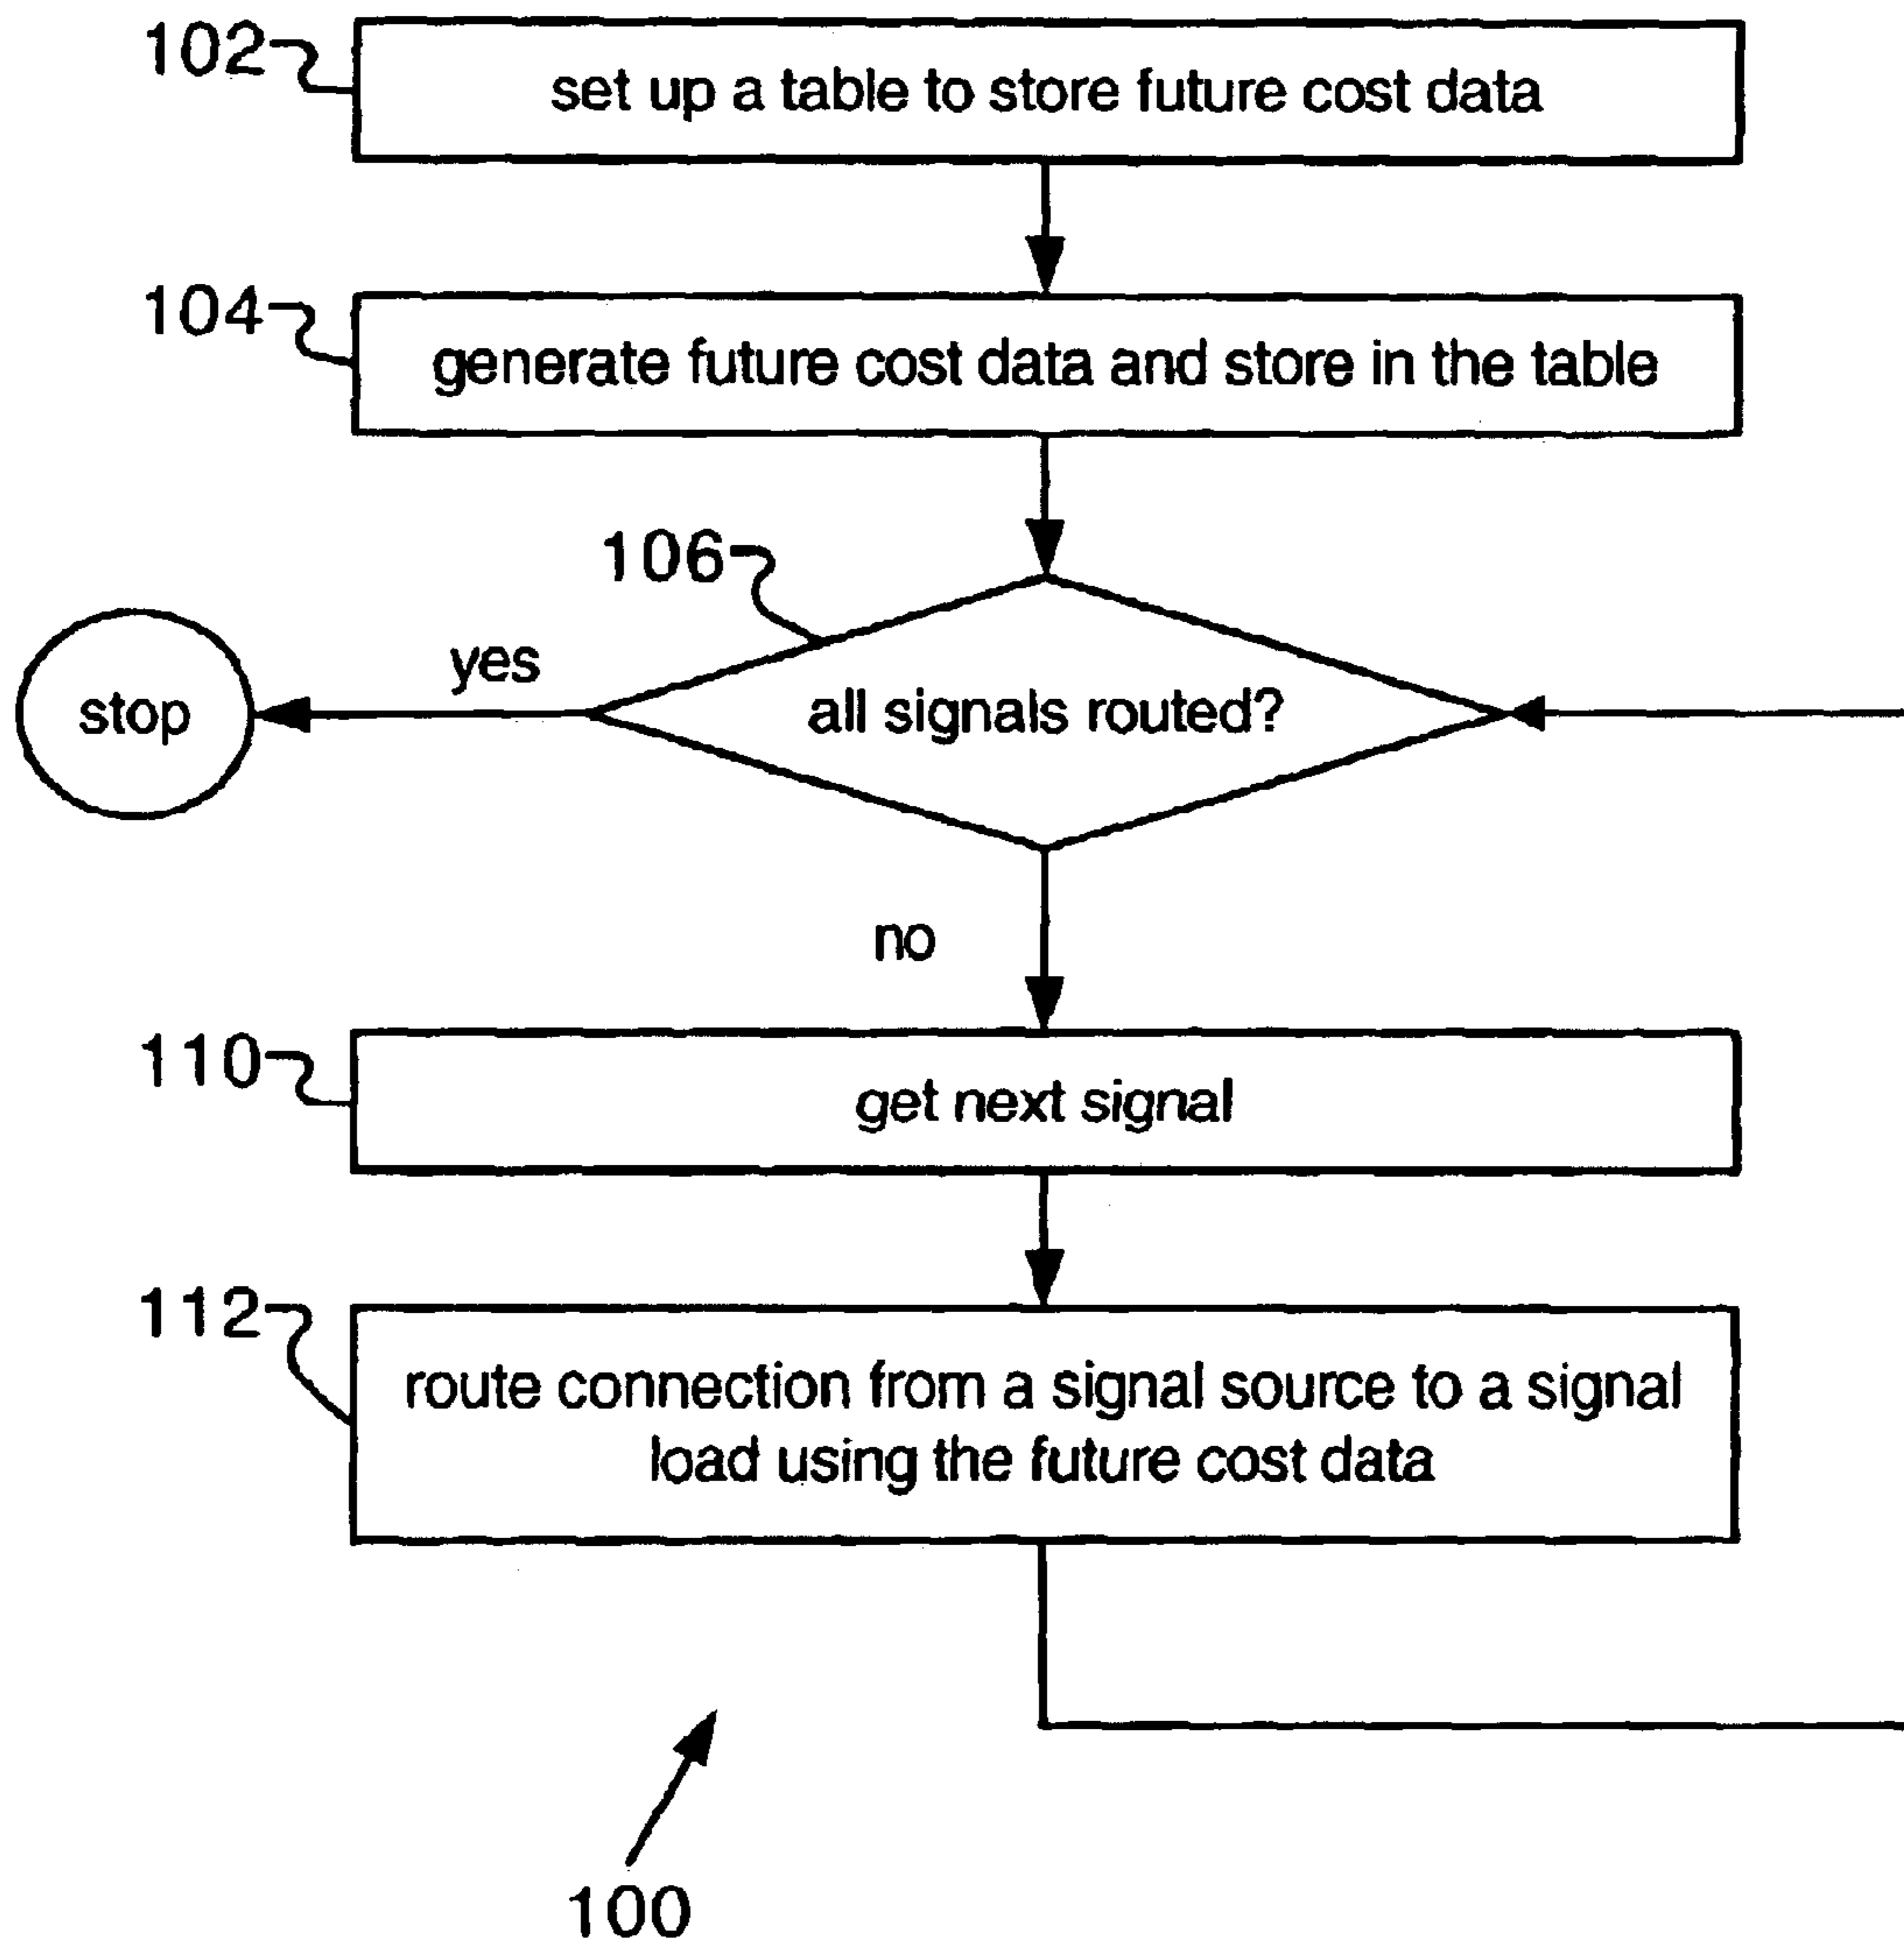 102
set up a table to store future cost data
104
generate future cost data and store in the table
106
yes
stop
all signals routed?
no
110
get next signal
112
route connection from a signal source to a signal
load using the future cost data
100